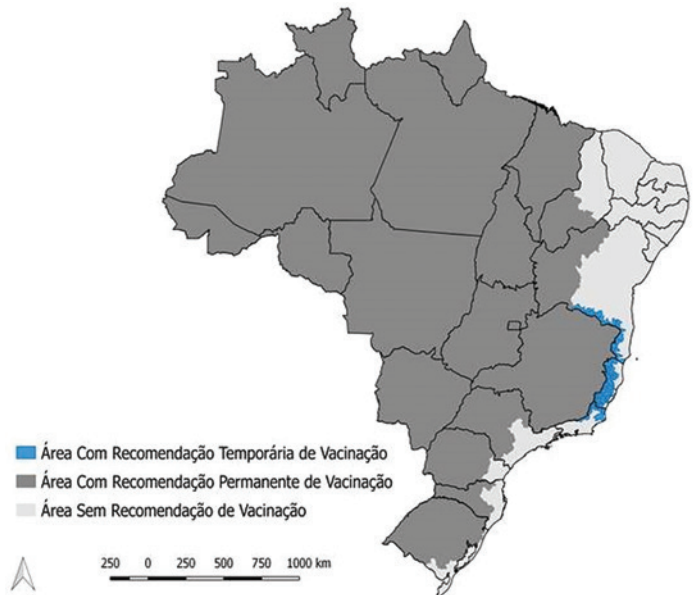 Área Com Recomendação Temporária de Vacinação
Área Com Recomendação Permanente de Vacinação
Área Sem Recomendação de Vacinação
250 0 250 500 750 1000 km